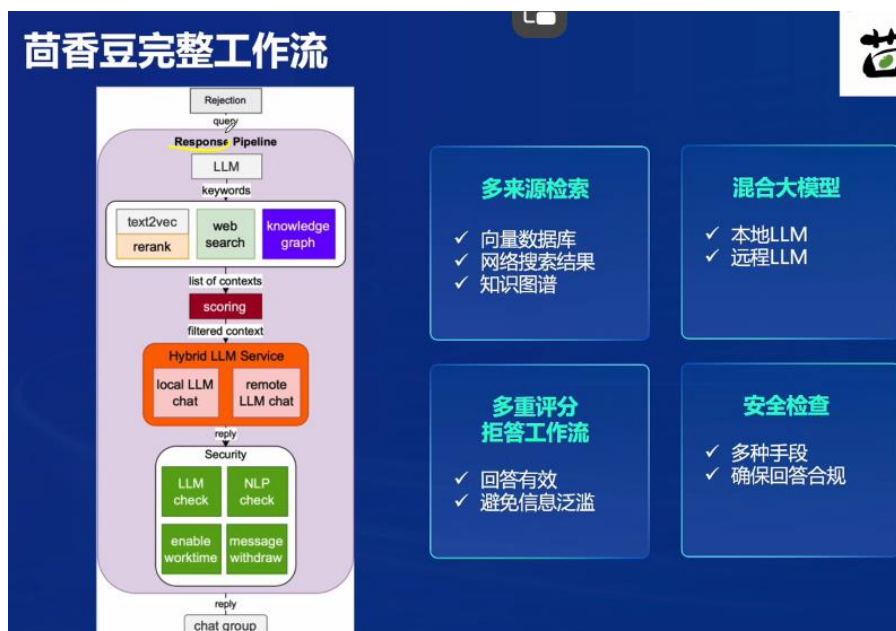 茴香豆完整工作流
Rejection
query
Response Pipeline
LLM
keywords
text2vec
rerank
web
search
knowledge
graph
list of contexts
scoring
filtered context
Hybrid LLM Service
local LLM
chat
remote
LLM chat
reply
Security
LLM
check
NLP
check
enable
worktime
message
withdraw
reply
chat group
多来源检索
✓ 向量数据库
✓ 网络搜索结果
✓ 知识图谱
混合大模型
✓ 本地LLM
✓ 远程LLM
多重评分
拒答工作流
✓ 回答有效
✓ 避免信息泛滥
安全检查
✓ 多种手段
✓ 确保回答合规